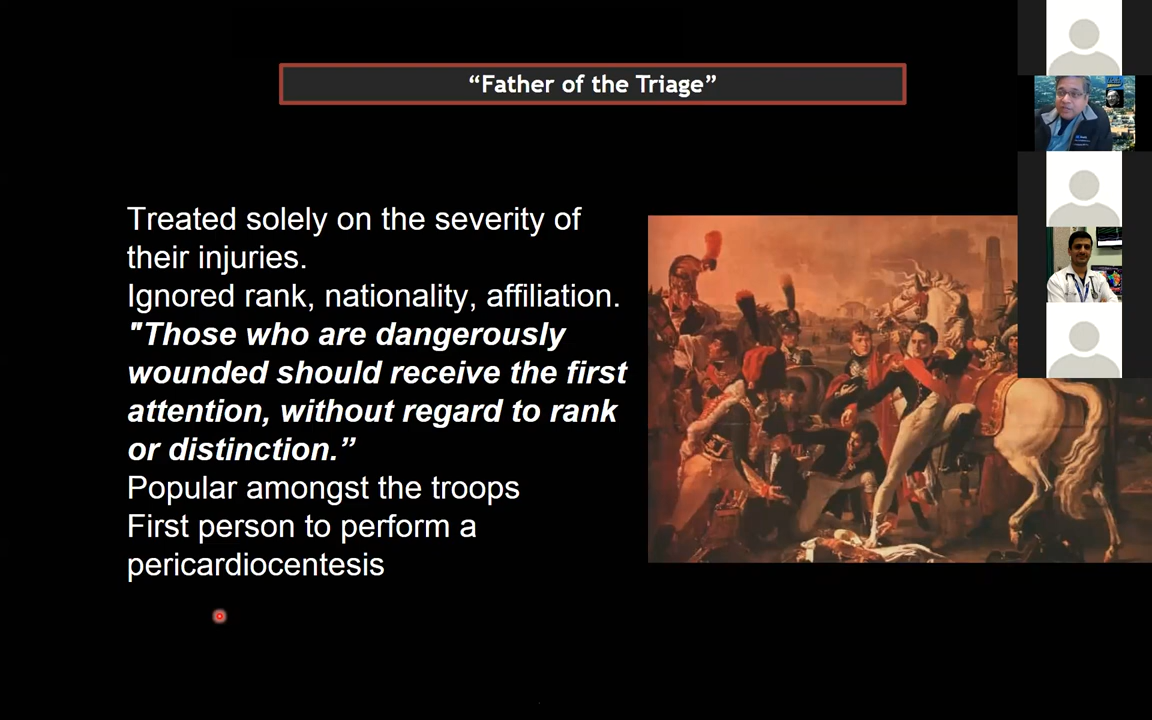 “Father of the Triage”
Treated solely on the severity of
their injuries.
Ignored rank, nationality, affiliation.
"Those who are dangerously
wounded should receive the first
attention, without regard to rank
or distinction.”
Popular amongst the troops
First person to perform a
pericardiocentesis